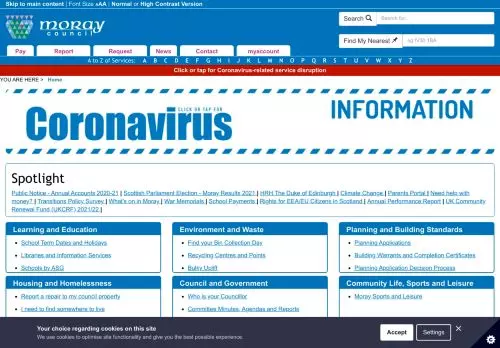 Skip to main content | Font Size aAA | Normal or High Contrast Version
moray
council
Search
Search for:
Find My Nearest
eg IV30 1BX
Pay
Report
Request
News
Contact
myaccount
A to Z of Services: A B C D E F G H I J K L M N O P Q R S T U V W X Y Z
Click or tap for Coronavirus-related service disruption
YOU ARE HERE > Home
CLICK OR TAP FOR
Coronavirus
INFORMATION
Spotlight
Public Notice - Annual Accounts 2020-21 | Scottish Parliament Election - Moray Results 2021 | HRH The Duke of Edinburgh | Climate Change | Parents Portal | Need help with
money? | Transitions Policy Survey | What's on in Moray | War Memorials | School Payments | Rights for EEA/EU Citizens in Scotland | Annual Performance Report | UK Community
Renewal Fund (UKCRF) 2021/22 |
Learning and Education
School Term Dates and Holidays
Libraries and Information Services
Schools by ASG
Environment and Waste
Find your Bin Collection Day
Recycling Centres and Points
Bulky Uplift
Planning and Building Standards
Planning Applications
Building Warrants and Completion Certificates
Planning Application Decision Process
Housing and Homelessness
Report a repair to my council property
I need to find somewhere to live
Council and Government
Who is your Councillor
Committee Minutes, Agendas and Reports
Community Life, Sports and Leisure
Moray Sports and Leisure
Your choice regarding cookies on this site
We use cookies to optimise site functionality and give you the best possible experience.
Accept
Settings